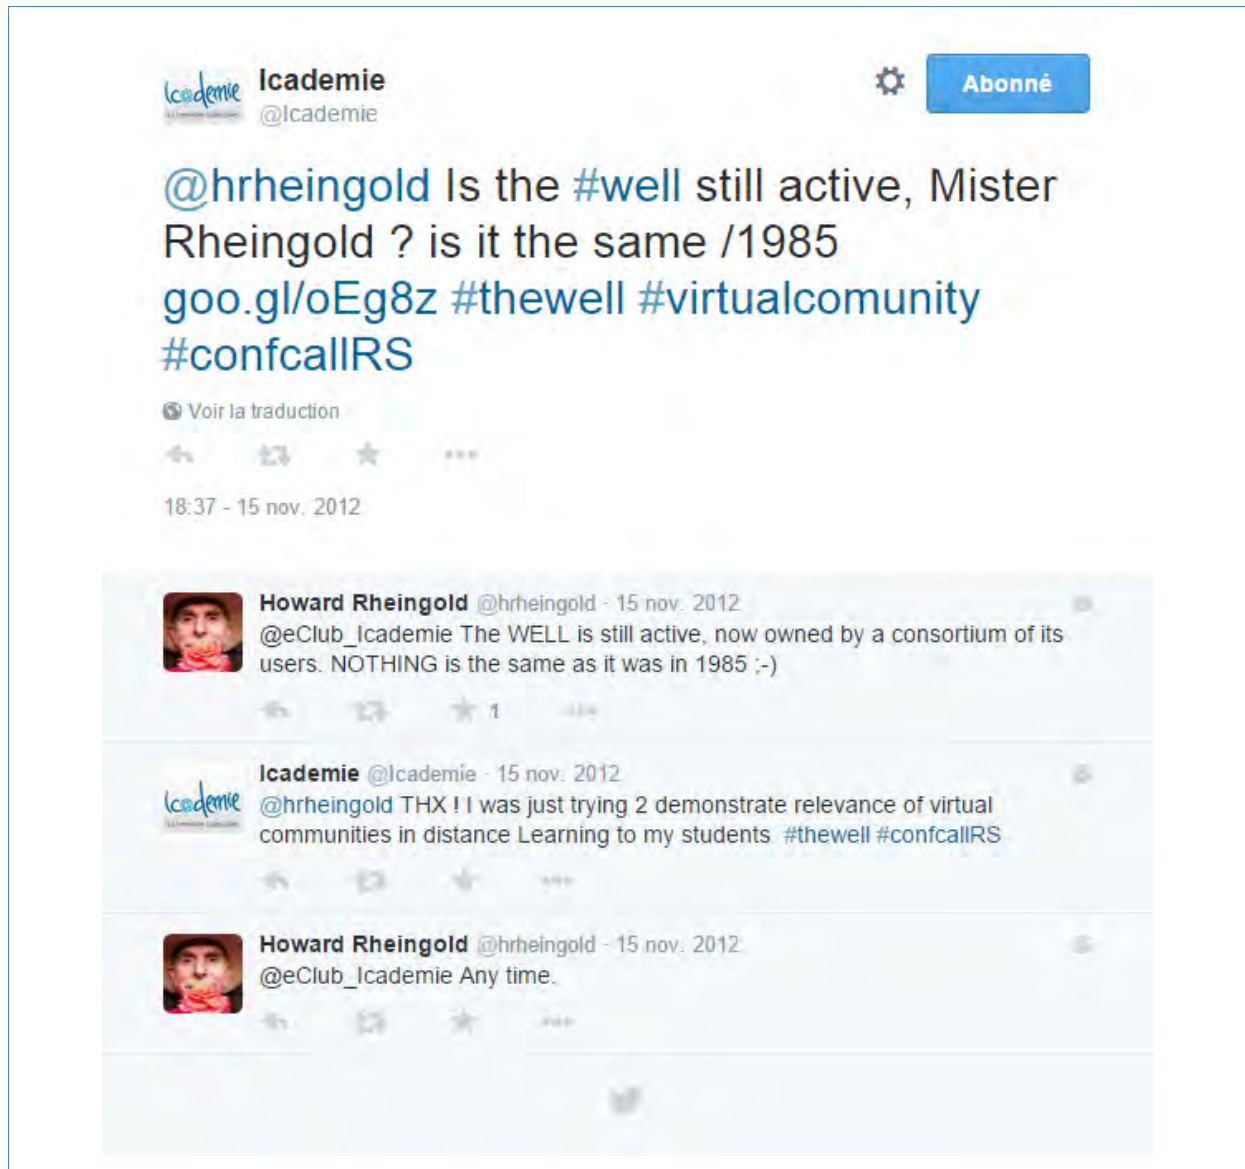 Icademie
Icademie
@Icademie
Abonné
@hrheingold Is the #well still active, Mister
Rheingold ? is it the same /1985
goo.gl/oEg8z #thewell #virtualcomunity
#confcallRS
Voir la traduction
18:37 - 15 nov. 2012
Howard Rheingold @hrheingold · 15 nov. 2012
@eClub_Icademie The WELL is still active, now owned by a consortium of its
users. NOTHING is the same as it was in 1985 ;-)
1
Icademie
Icademie @Icademie · 15 nov. 2012
@hrheingold THX ! I was just trying 2 demonstrate relevance of virtual
communities in distance Learning to my students #thewell #confcallRS
Howard Rheingold @hrheingold · 15 nov. 2012
@eClub_Icademie Any time.